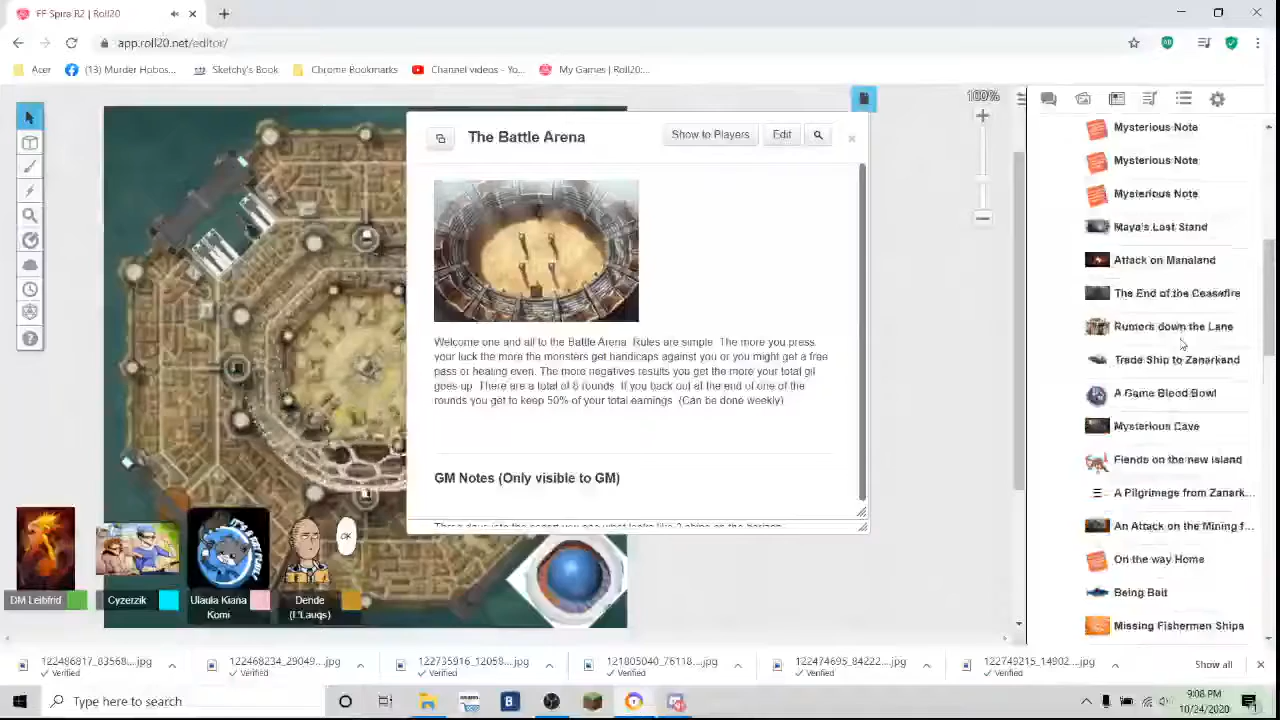 FF Spira R2 | Roll20
app.roll20.net/editor/
Acer
(13) Murder Hobos...
Sketchy's Book
Chrome Bookmarks
Channel videos - Yo...
My Games | Roll20:...
The Battle Arena
Show to Players
Edit
100%
Welcome one and all to the Battle Arena. Rules are simple. The more you press
your luck the more the monsters get handicaps against you or you might get a free
pass or healing even. The more negatives results you get the more your total gil
goes up. There are a total of 8 rounds. If you back out at the end of one of the
rounds you get to keep 50% of your total earnings. (Can be done weekly)
GM Notes (Only visible to GM)
Mysterious Note
Mysterious Note
Mysterious Note
Maya's Last Stand
Attack on Manaland
The End of the Ceasefire
Rumors down the Lane
Trade Ship to Zanarkand
A Game Blood Bowl
Mysterious Cave
Fiends on the new island
A Pilgrimage from Zanark...
An Attack on the Mining f...
On the way Home
Being Bait
Missing Fishermen Ships
OK
DM Leibfrid
Cyzerzik
Ulaula Kiana
Komi
Dende
(L'Lauqs)
122486817_83568....jpg
Verified
122468234_29049....jpg
Verified
122735916_12058....jpg
Verified
121805040_76118....jpg
Verified
122474695_84222....jpg
Verified
122749215_14902....jpg
Verified
Show all
Type here to search
9:08 PM
10/24/2020